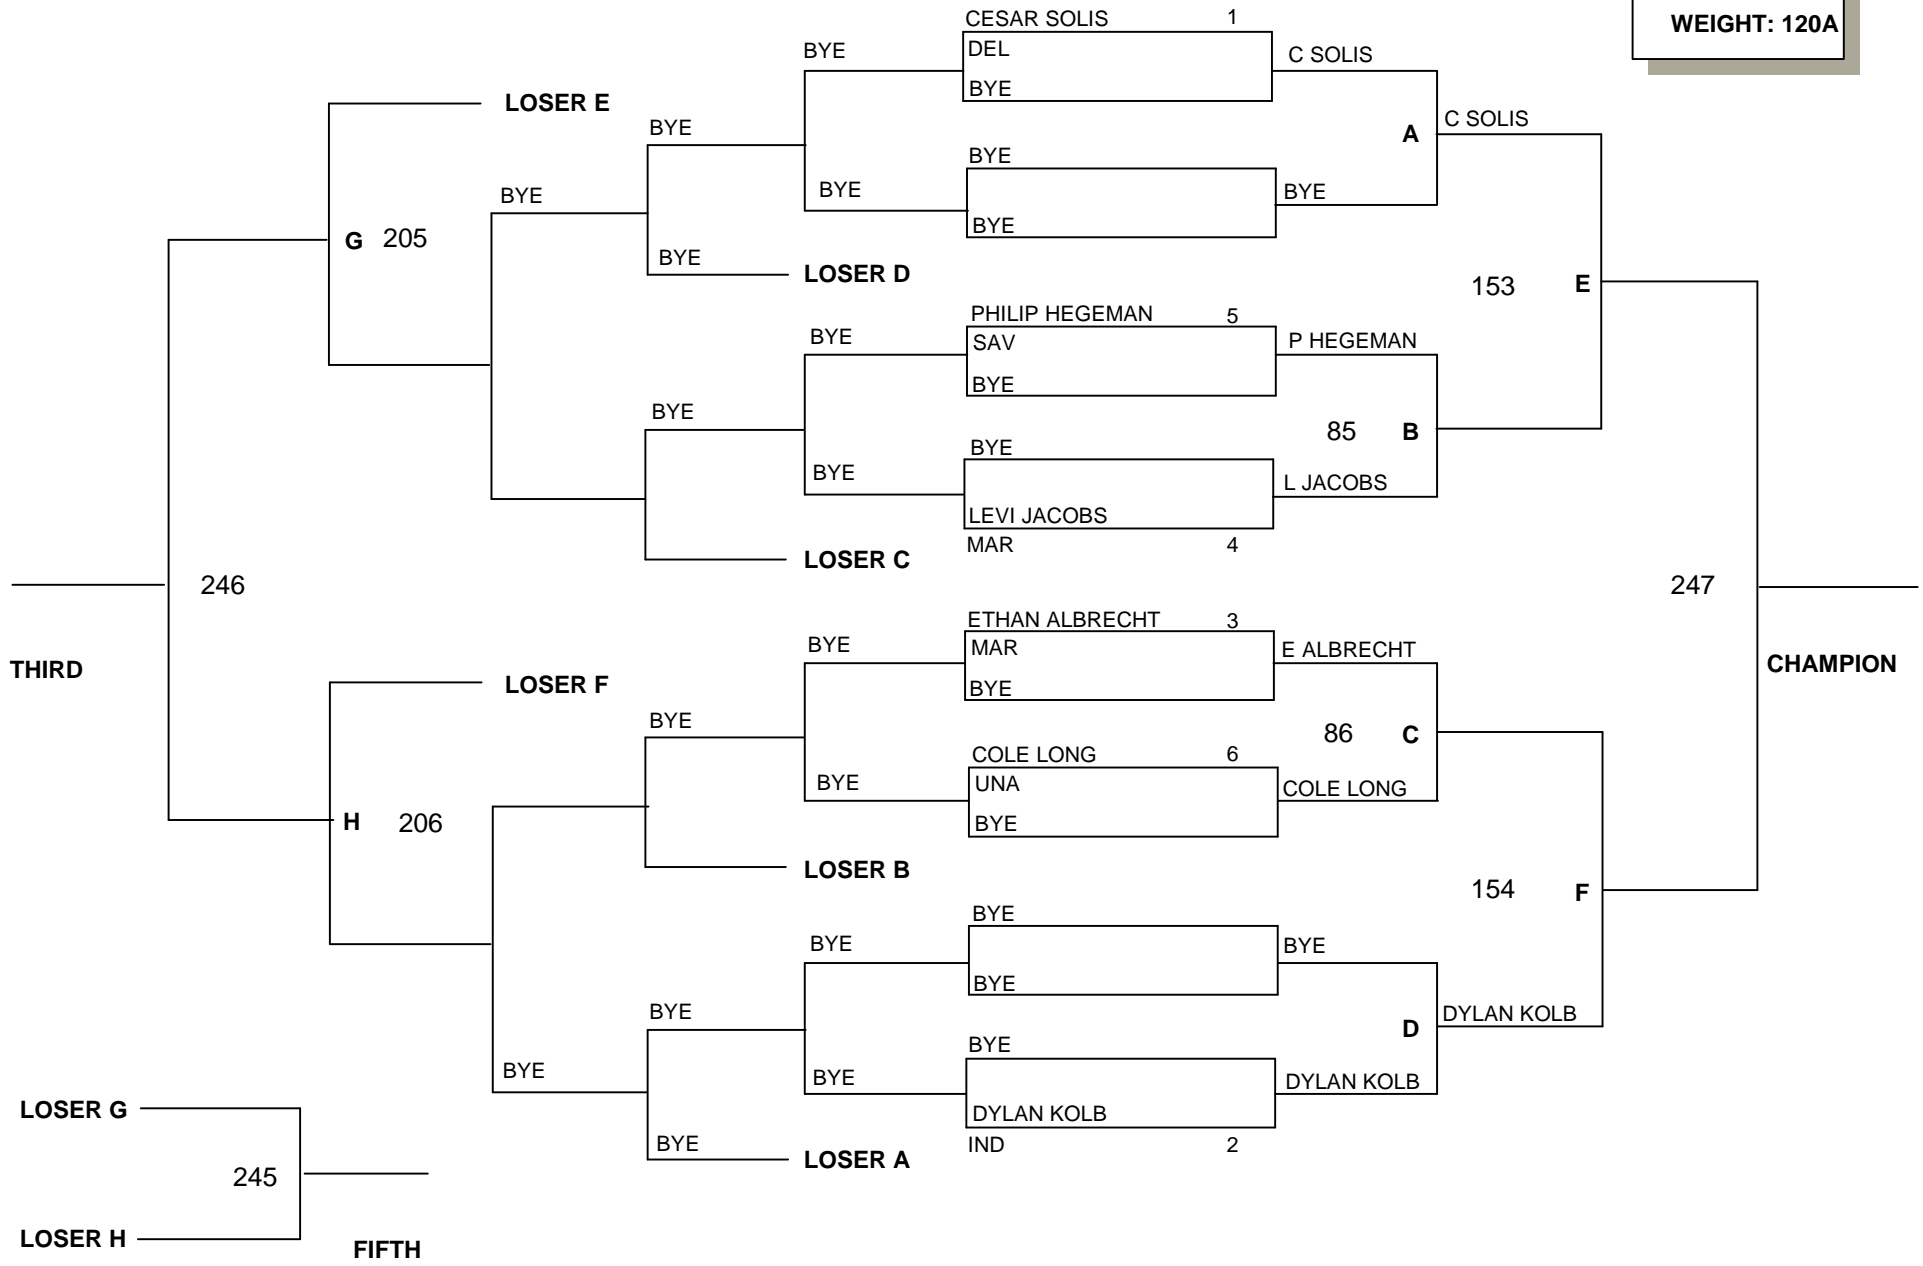 WEIGHT: 120A
CESAR SOLIS 1
BYE
DEL
C SOLIS
BYE
LOSER E
C SOLIS
BYE
A
BYE
BYE
BYE
BYE
BYE
G 205
LOSER D
BYE
153 E
PHILIP HEGEMAN 5
BYE
SAV
P HEGEMAN
BYE
BYE
85 B
BYE
BYE
L JACOBS
LEVI JACOBS
MAR 4
LOSER C
246
247
ETHAN ALBRECHT 3
BYE
MAR
E ALBRECHT
THIRD
CHAMPION
LOSER F
BYE
BYE
86 C
COLE LONG 6
BYE
UNA
COLE LONG
H 206
BYE
LOSER B
154 F
BYE
BYE
BYE
BYE
BYE
DYLAN KOLB
D
BYE
BYE
BYE
DYLAN KOLB
LOSER G
DYLAN KOLB
BYE
IND 2
LOSER A
245
LOSER H
FIFTH